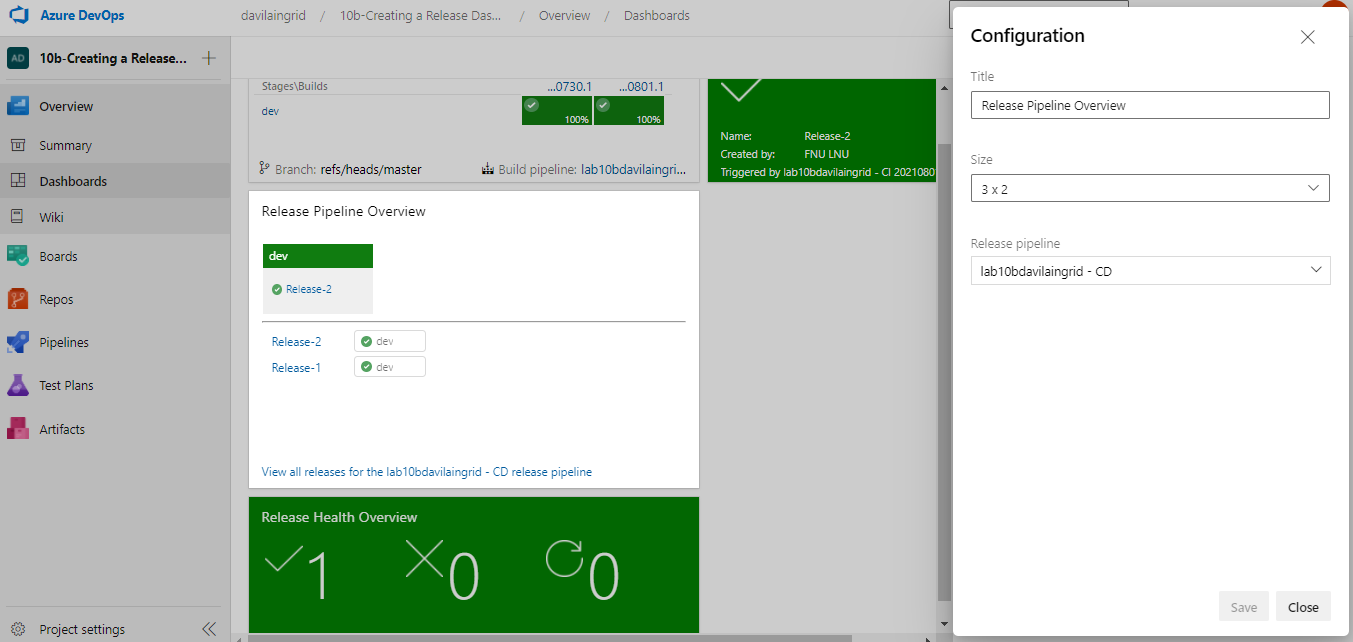 Azure DevOps
davilaingrid / 10b-Creating a Release Das... / Overview / Dashboards
AD 10b-Creating a Release...
Overview
Summary
Dashboards
Wiki
Boards
Repos
Pipelines
Test Plans
Artifacts
Project settings
Stages\Builds ...0730.1 ...0801.1
dev 100% 100%
Branch: refs/heads/master Build pipeline: lab10bdavilaingri...
Name: Release-2
Created by: FNU LNU
Triggered by lab10bdavilaingrid - CI 2021080
Release Pipeline Overview
dev
Release-2
Release-2 dev
Release-1 dev
View all releases for the lab10bdavilaingrid - CD release pipeline
Release Health Overview
1 0 0
Configuration
Title
Release Pipeline Overview
Size
3 x 2
Release pipeline
lab10bdavilaingrid - CD
Save Close